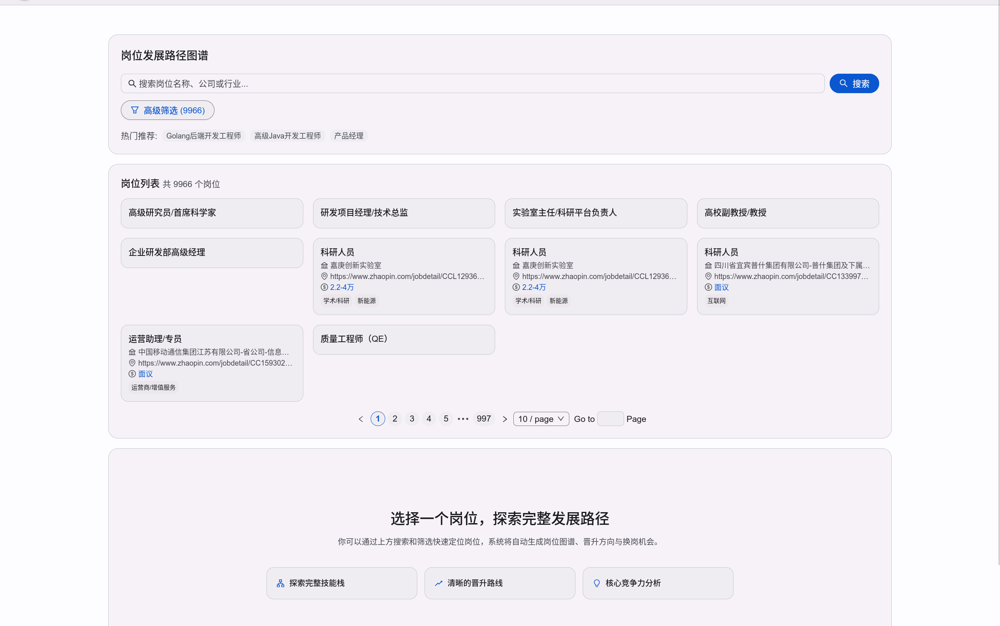 岗位发展路径图谱
搜索岗位名称、公司或行业...
搜索
高级筛选 (9966)
热门推荐: Golang后端开发工程师 高级Java开发工程师 产品经理
岗位列表 共 9966 个岗位
高级研究员/首席科学家
研发项目经理/技术总监
实验室主任/科研平台负责人
高校副教授/教授
企业研发部高级经理
科研人员
嘉庚创新实验室
https://www.zhaopin.com/jobdetail/CCL12936...
2.2-4万
学术/科研 新能源
科研人员
嘉庚创新实验室
https://www.zhaopin.com/jobdetail/CCL12936...
2.2-4万
学术/科研 新能源
科研人员
四川省宜宾普什集团有限公司-普什集团及下属...
https://www.zhaopin.com/jobdetail/CC133997...
面议
互联网
运营助理/专员
中国移动通信集团江苏有限公司-省公司-信息...
https://www.zhaopin.com/jobdetail/CC159302...
面议
运营商/增值服务
质量工程师（QE）
1 2 3 4 5 ••• 997 10 / page Go to Page
选择一个岗位，探索完整发展路径
你可以通过上方搜索和筛选快速定位岗位，系统将自动生成岗位图谱、晋升方向与换岗机会。
探索完整技能栈
清晰的晋升路线
核心竞争力分析